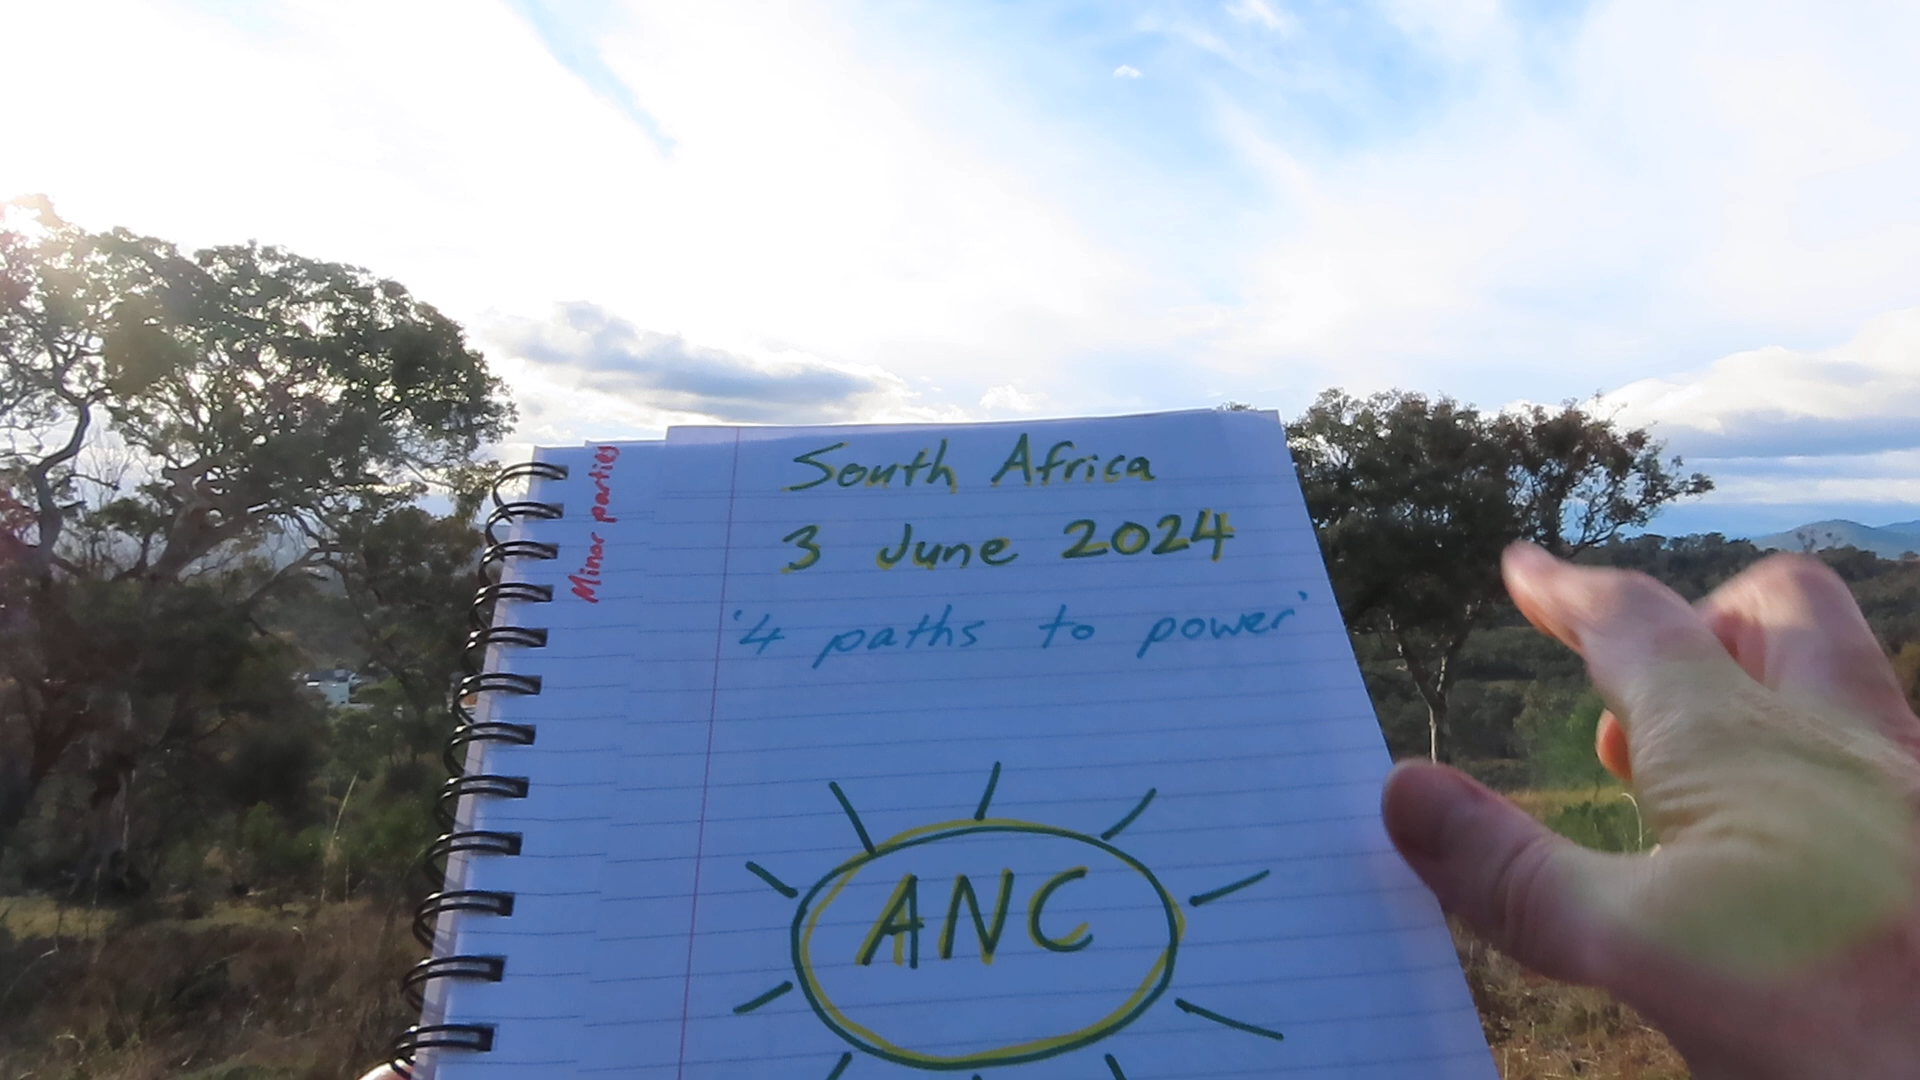 South Africa
3 June 2024
'4 paths to power'
ANC
Minor parties